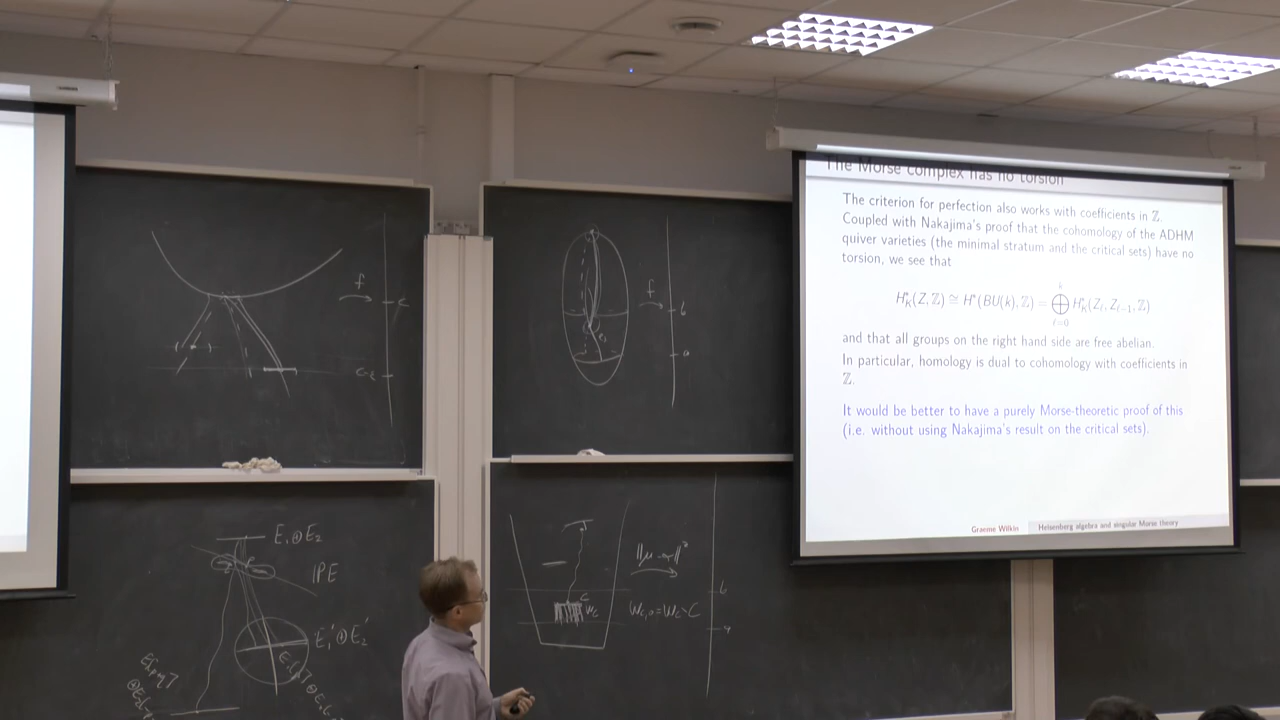 The Morse complex has no torsion
The criterion for perfection also works with coefficients in ℤ.
Coupled with Nakajima's proof that the cohomology of the ADHM
quiver varieties (the minimal stratum and the critical sets) have no
torsion, we see that
k
H*_K(Z, ℤ) ≅ H*(BU(k), ℤ) = ⊕ H*_K(Z_ℓ, Z_{ℓ−1}, ℤ)
ℓ=0
and that all groups on the right hand side are free abelian.
In particular, homology is dual to cohomology with coefficients in
ℤ.
It would be better to have a purely Morse-theoretic proof of this
(i.e. without using Nakajima's result on the critical sets).
Graeme Wilkin Heisenberg algebra and singular Morse theory
f
c
f
b
a
E₁⊕E₂
IPE
E₁'⊕E₂'
C
W_C
b
W_{C,0}=W_C∖C
a